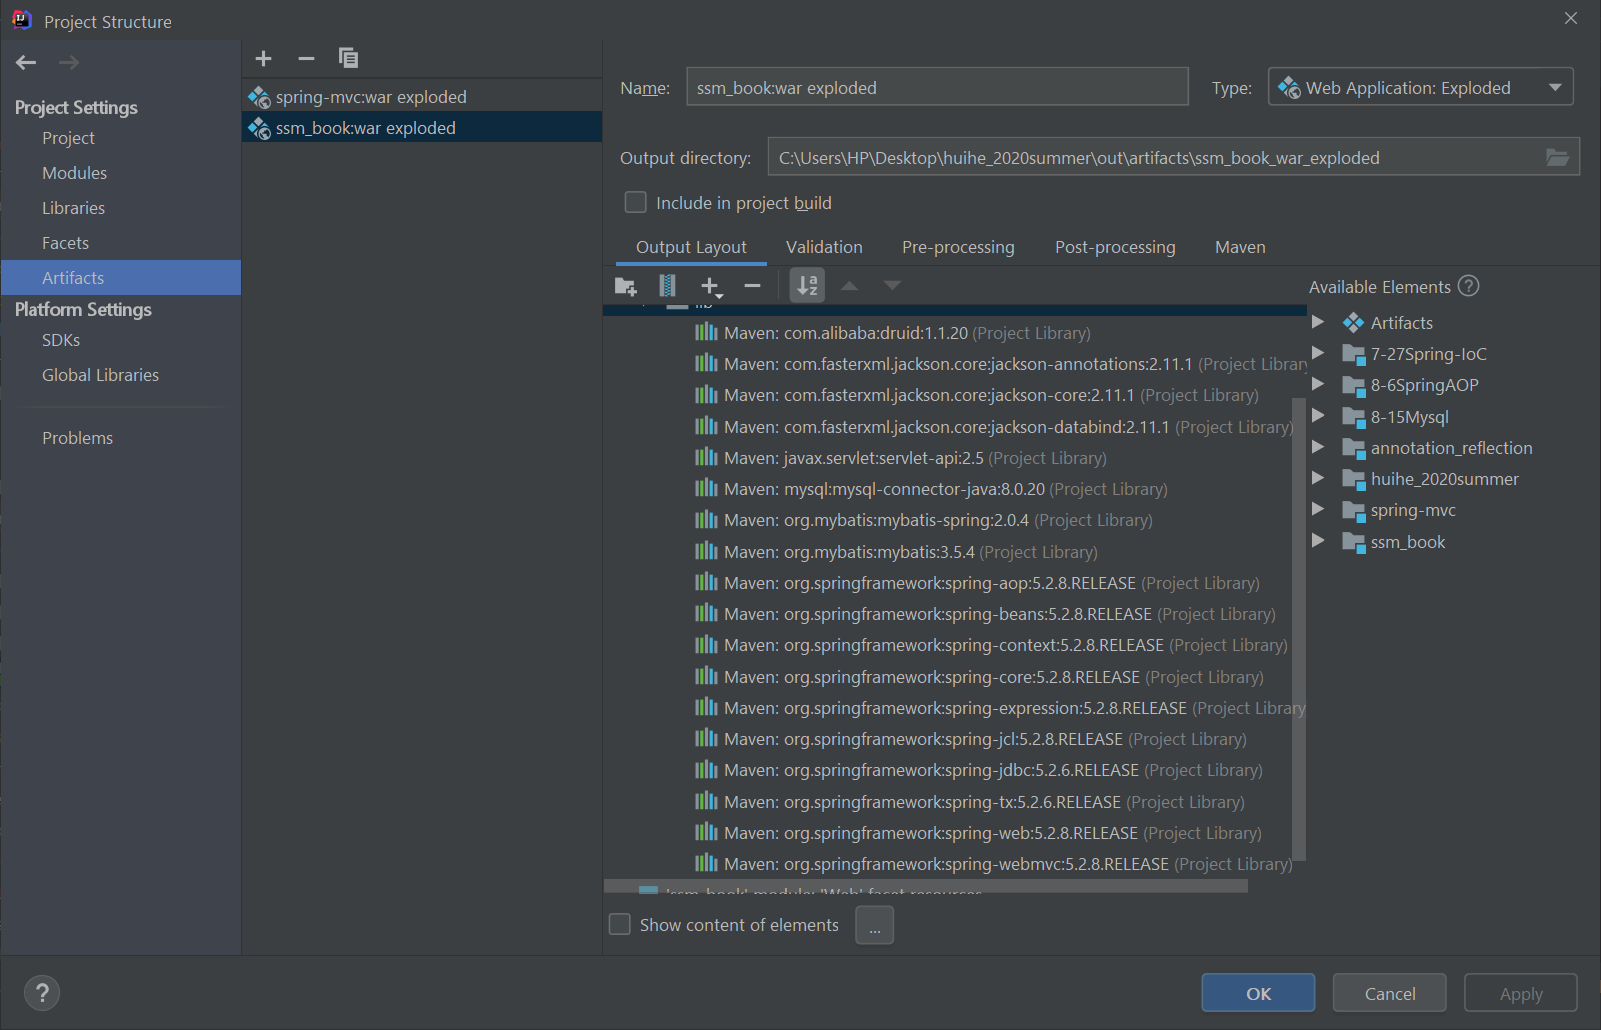 Project Structure
Project Settings
Project
Modules
Libraries
Facets
Artifacts
Platform Settings
SDKs
Global Libraries
Problems
spring-mvc:war exploded
ssm_book:war exploded
Name: ssm_book:war exploded Type: Web Application: Exploded
Output directory: C:\Users\HP\Desktop\huihe_2020summer\out\artifacts\ssm_book_war_exploded
Include in project build
Output Layout Validation Pre-processing Post-processing Maven
lib
Maven: com.alibaba:druid:1.1.20 (Project Library)
Maven: com.fasterxml.jackson.core:jackson-annotations:2.11.1 (Project Library
Maven: com.fasterxml.jackson.core:jackson-core:2.11.1 (Project Library)
Maven: com.fasterxml.jackson.core:jackson-databind:2.11.1 (Project Library)
Maven: javax.servlet:servlet-api:2.5 (Project Library)
Maven: mysql:mysql-connector-java:8.0.20 (Project Library)
Maven: org.mybatis:mybatis-spring:2.0.4 (Project Library)
Maven: org.mybatis:mybatis:3.5.4 (Project Library)
Maven: org.springframework:spring-aop:5.2.8.RELEASE (Project Library)
Maven: org.springframework:spring-beans:5.2.8.RELEASE (Project Library)
Maven: org.springframework:spring-context:5.2.8.RELEASE (Project Library)
Maven: org.springframework:spring-core:5.2.8.RELEASE (Project Library)
Maven: org.springframework:spring-expression:5.2.8.RELEASE (Project Library
Maven: org.springframework:spring-jcl:5.2.8.RELEASE (Project Library)
Maven: org.springframework:spring-jdbc:5.2.6.RELEASE (Project Library)
Maven: org.springframework:spring-tx:5.2.6.RELEASE (Project Library)
Maven: org.springframework:spring-web:5.2.8.RELEASE (Project Library)
Maven: org.springframework:spring-webmvc:5.2.8.RELEASE (Project Library)
'ssm_book' module: 'Web' facet resources
Available Elements ?
Artifacts
7-27Spring-IoC
8-6SpringAOP
8-15Mysql
annotation_reflection
huihe_2020summer
spring-mvc
ssm_book
Show content of elements ...
? OK Cancel Apply